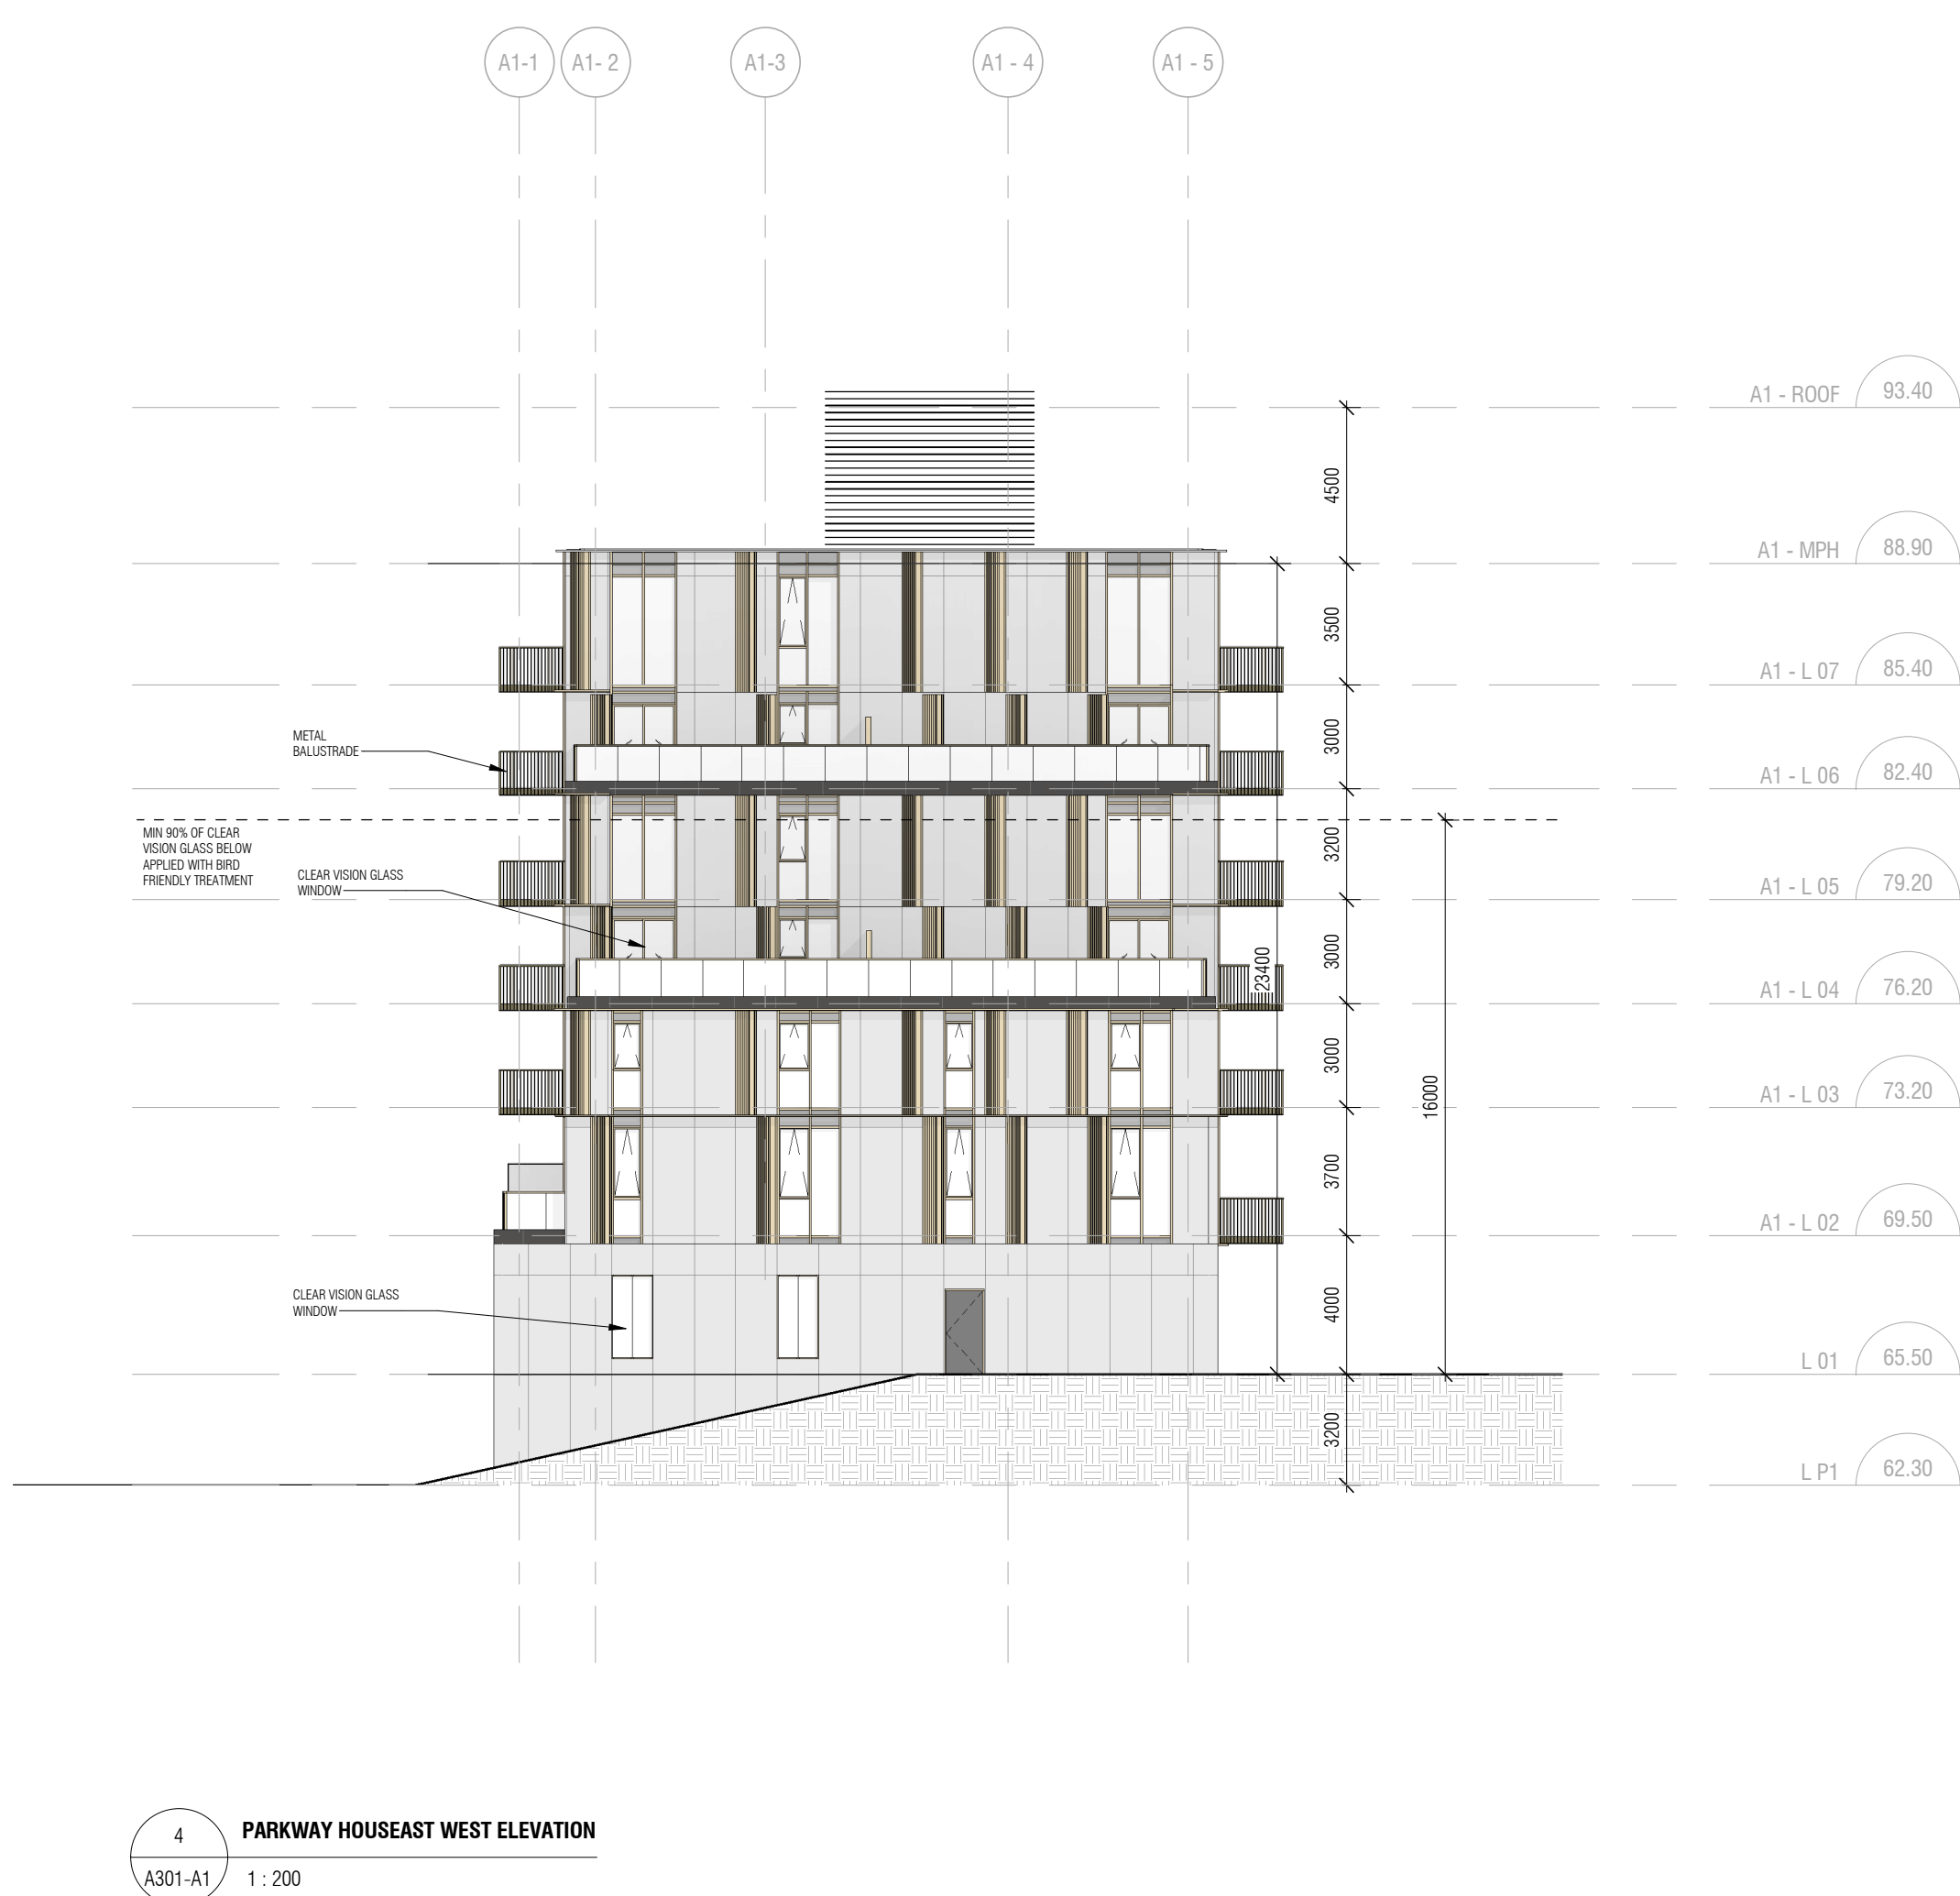 A1-1
A1- 2
A1-3
A1 - 4
A1 - 5
A1 - ROOF 93.40
4500
A1 - MPH 88.90
3500
A1 - L 07 85.40
METAL
BALUSTRADE
3000
A1 - L 06 82.40
MIN 90% OF CLEAR
VISION GLASS BELOW
APPLIED WITH BIRD
FRIENDLY TREATMENT
3200
CLEAR VISION GLASS
WINDOW
A1 - L 05 79.20
3000
23400
A1 - L 04 76.20
3000
16000
A1 - L 03 73.20
3700
A1 - L 02 69.50
CLEAR VISION GLASS
WINDOW
4000
L 01 65.50
3200
L P1 62.30
4
PARKWAY HOUSEAST WEST ELEVATION
A301-A1
1 : 200